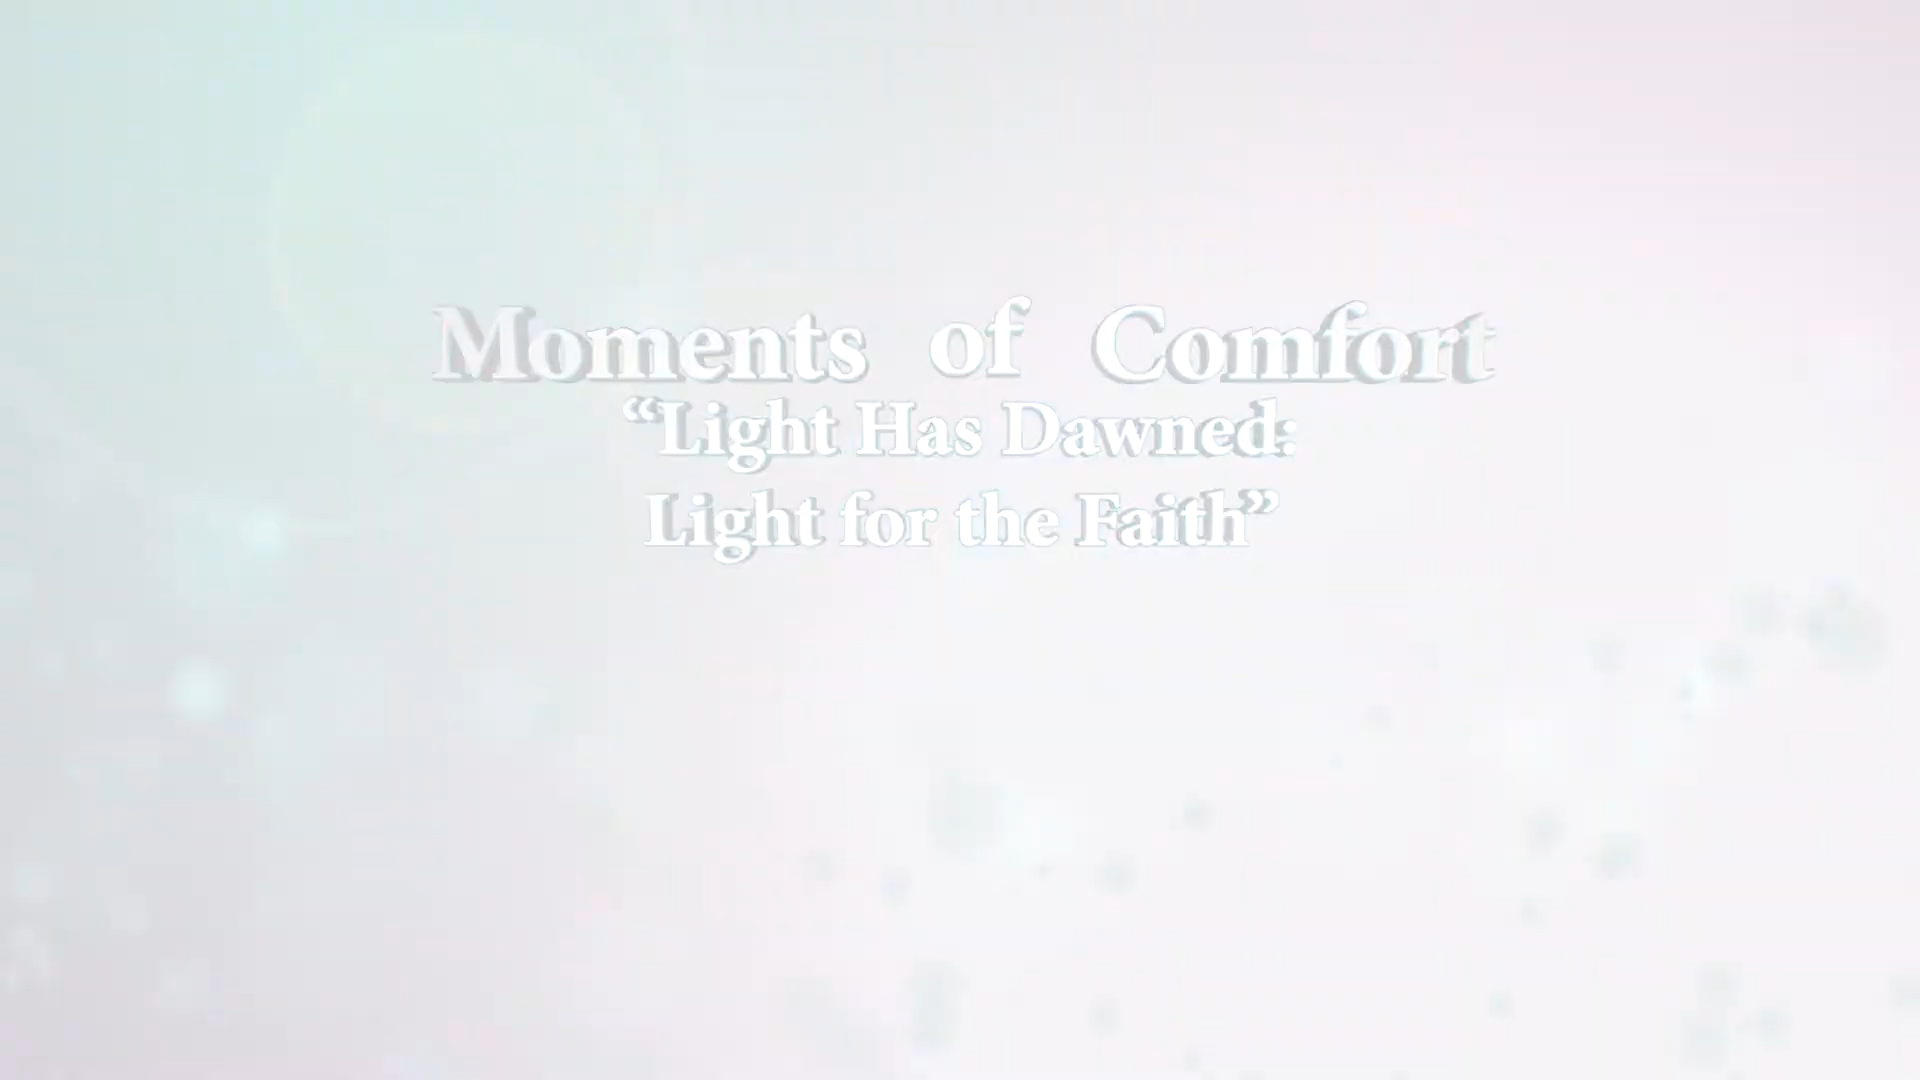 Moments of Comfort
“Light Has Dawned:
Light for the Faith”